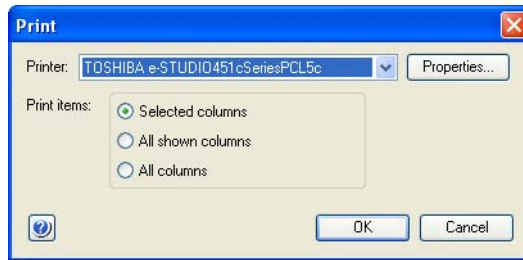 Print
Printer: TOSHIBA e-STUDIO451cSeriesPCL5c Properties...
Print items: Selected columns
All shown columns
All columns
OK Cancel